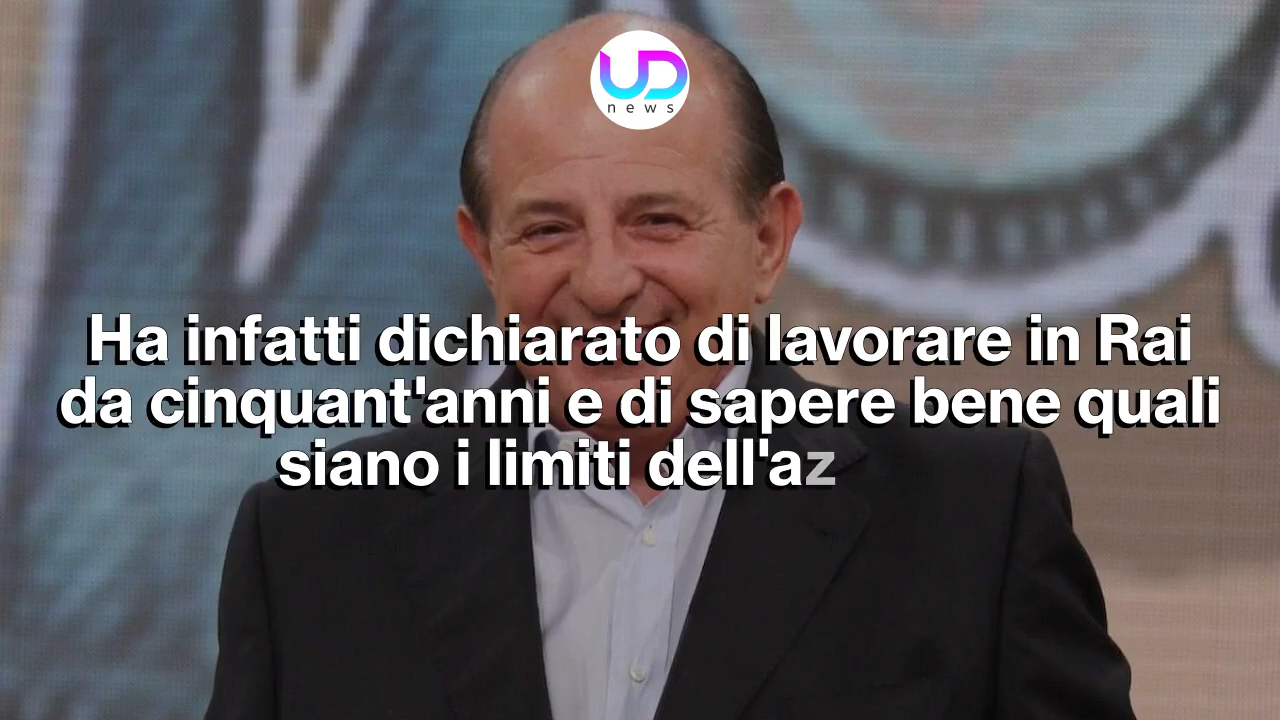 UD
news
Ha infatti dichiarato di lavorare in Rai
da cinquant'anni e di sapere bene quali
siano i limiti dell'az